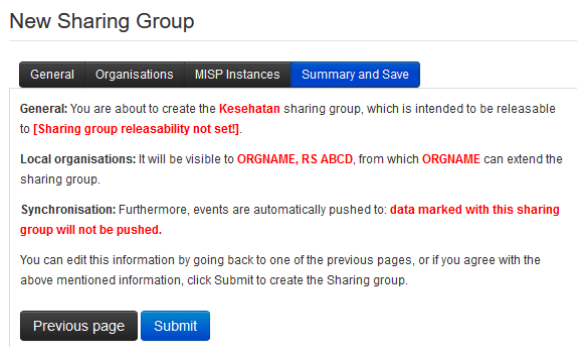 New Sharing Group
General Organisations MISP Instances Summary and Save
General: You are about to create the Kesehatan sharing group, which is intended to be releasable
to [Sharing group releasability not set!].
Local organisations: It will be visible to ORGNAME, RS ABCD, from which ORGNAME can extend the
sharing group.
Synchronisation: Furthermore, events are automatically pushed to: data marked with this sharing
group will not be pushed.
You can edit this information by going back to one of the previous pages, or if you agree with the
above mentioned information, click Submit to create the Sharing group.
Previous page Submit